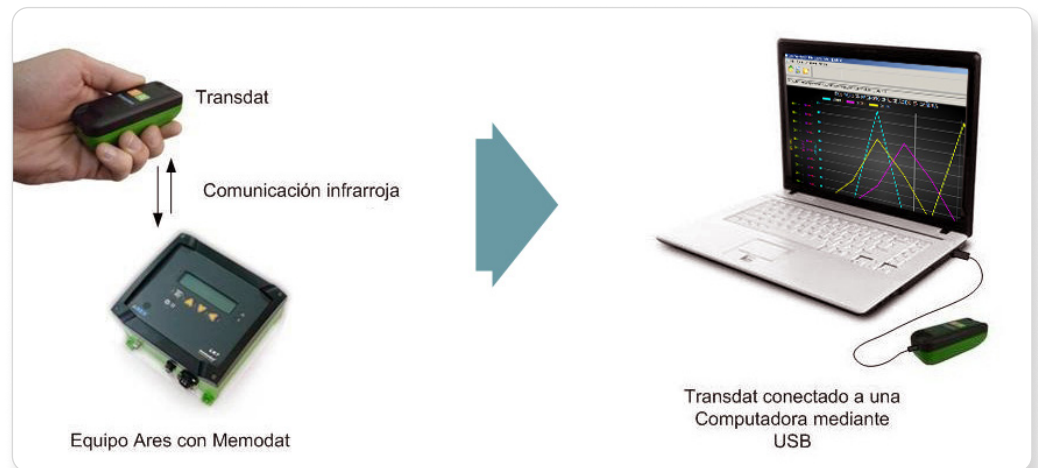 Transdat
Comunicación infrarroja
Equipo Ares con Memodat
Transdat conectado a una
Computadora mediante
USB